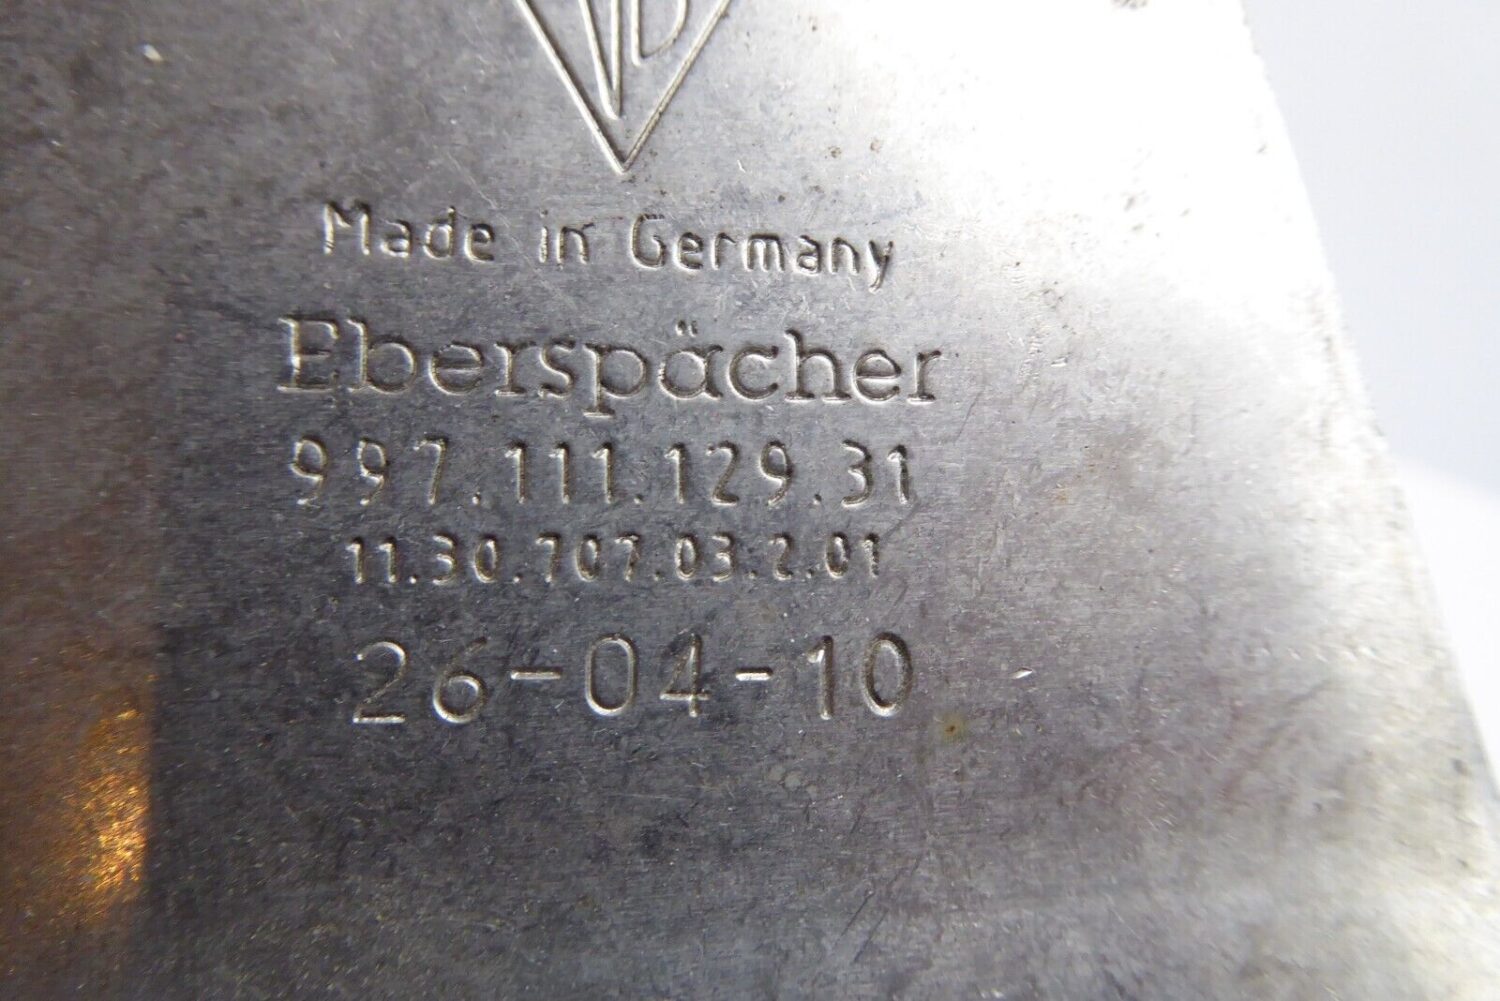 Made in Germany
Eberspächer
997.111.129.31
11.30.707.03.2.01
26-04-10